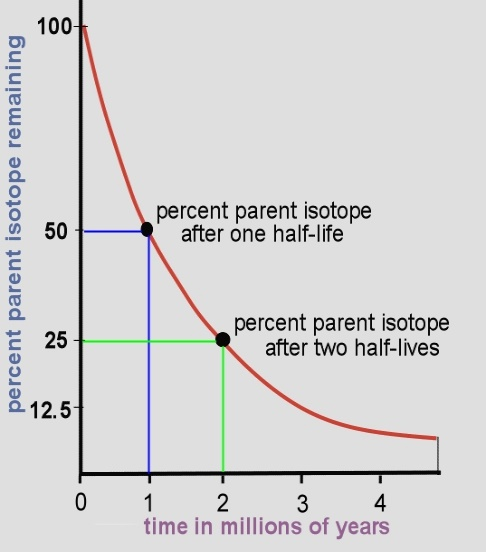 percent parent isotope remaining
100
50
25
12.5
percent parent isotope
after one half-life
percent parent isotope
after two half-lives
0 1 2 3 4
time in millions of years